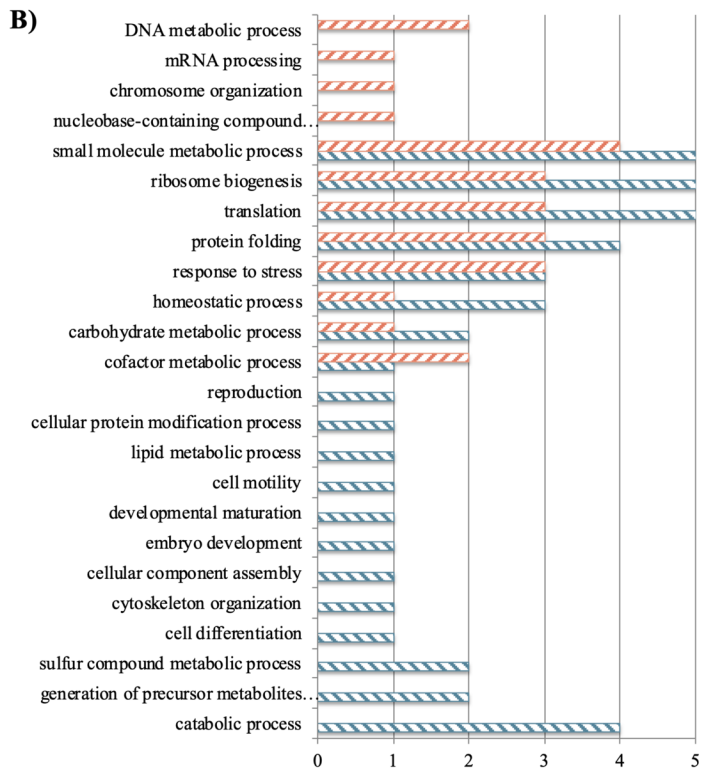 B)
DNA metabolic process
mRNA processing
chromosome organization
nucleobase-containing compound…
small molecule metabolic process
ribosome biogenesis
translation
protein folding
response to stress
homeostatic process
carbohydrate metabolic process
cofactor metabolic process
reproduction
cellular protein modification process
lipid metabolic process
cell motility
developmental maturation
embryo development
cellular component assembly
cytoskeleton organization
cell differentiation
sulfur compound metabolic process
generation of precursor metabolites…
catabolic process
0 1 2 3 4 5